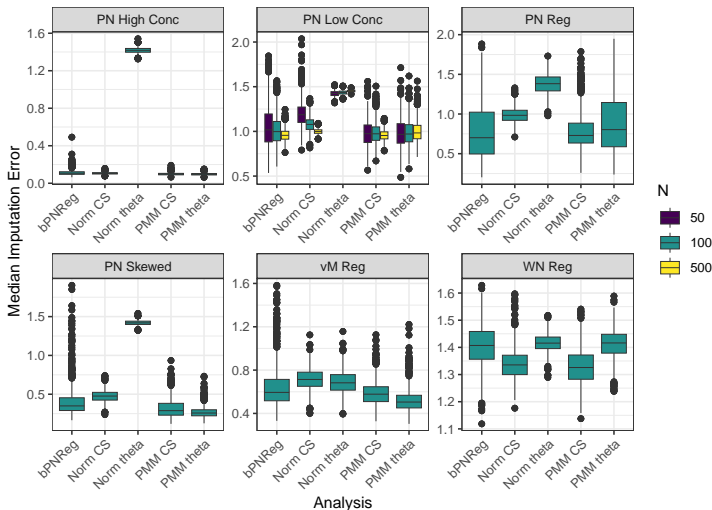 PN High Conc
PN Low Conc
PN Reg
1.6
1.2
0.8
0.4
0.0
2.0
1.5
1.0
0.5
2.0
1.5
1.0
0.5
bPNReg
Norm CS
Norm theta
PMM CS
PMM theta
bPNReg
Norm CS
Norm theta
PMM CS
PMM theta
bPNReg
Norm CS
Norm theta
PMM CS
PMM theta
Median Imputation Error
N
50
100
500
PN Skewed
vM Reg
WN Reg
1.5
1.0
0.5
1.6
1.2
0.8
0.4
1.6
1.5
1.4
1.3
1.2
1.1
bPNReg
Norm CS
Norm theta
PMM CS
PMM theta
bPNReg
Norm CS
Norm theta
PMM CS
PMM theta
bPNReg
Norm CS
Norm theta
PMM CS
PMM theta
Analysis